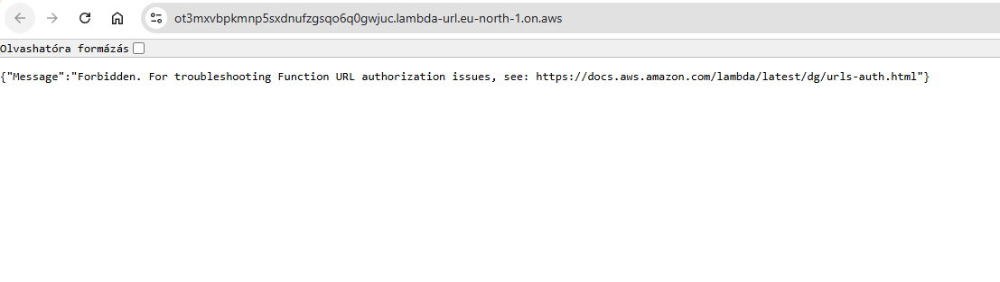 ot3mxvbpkmnp5sxdnufzgsqo6q0gwjuc.lambda-url.eu-north-1.on.aws
Olvashatóra formázás
{"Message":"Forbidden. For troubleshooting Function URL authorization issues, see: https://docs.aws.amazon.com/lambda/latest/dg/urls-auth.html"}